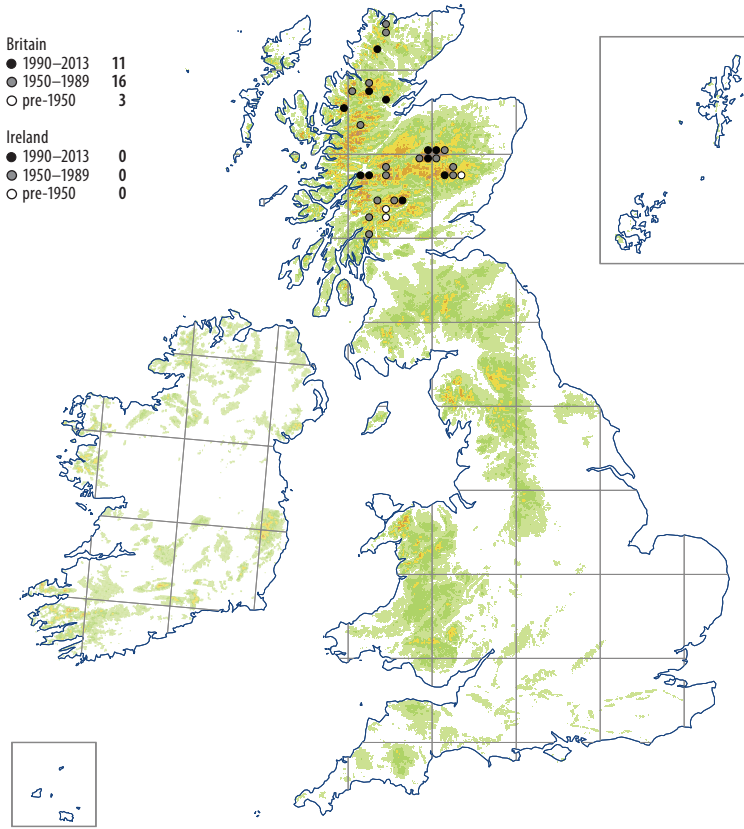 Britain
● 1990–2013 11
● 1950–1989 16
○ pre-1950 3
Ireland
● 1990–2013 0
● 1950–1989 0
○ pre-1950 0